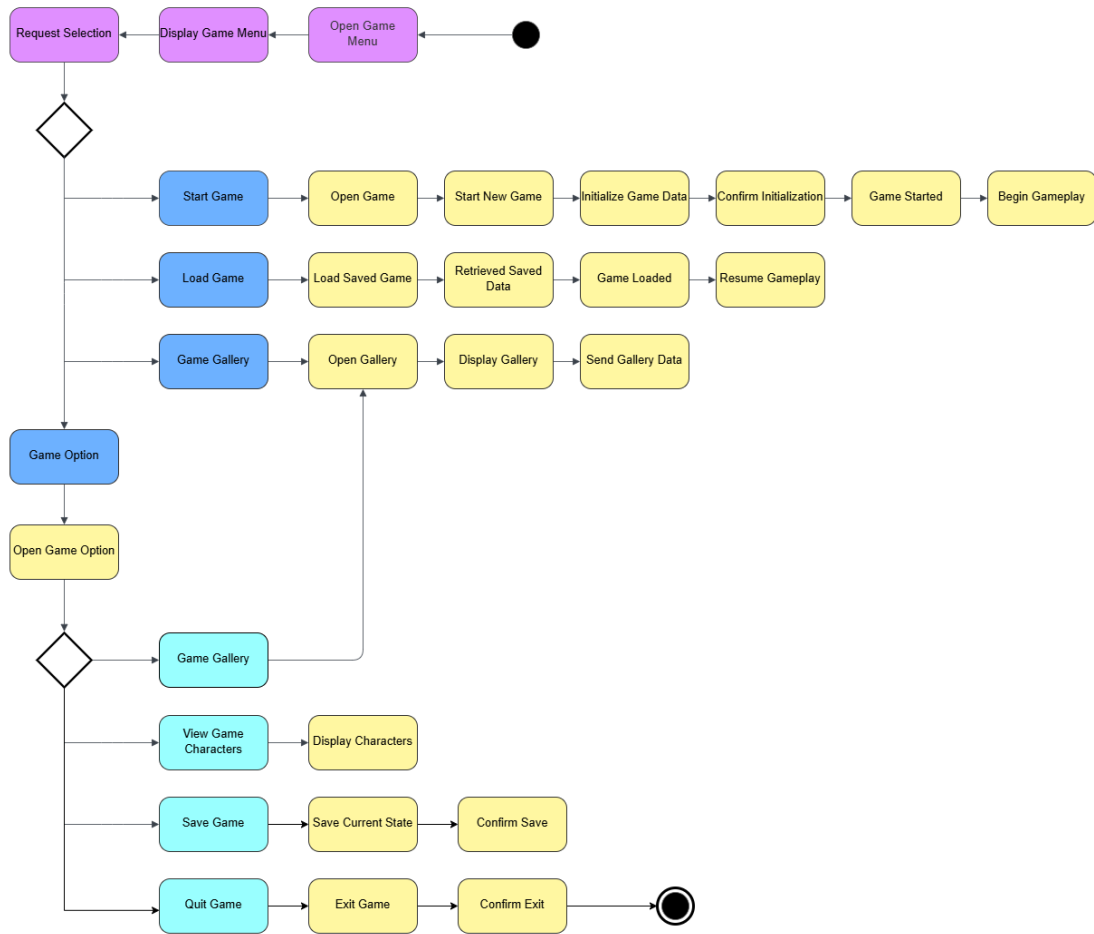 Request Selection
Display Game Menu
Open Game
Menu
Start Game
Open Game
Start New Game
Initialize Game Data
Confirm Initialization
Game Started
Begin Gameplay
Load Game
Load Saved Game
Retrieved Saved
Data
Game Loaded
Resume Gameplay
Game Gallery
Open Gallery
Display Gallery
Send Gallery Data
Game Option
Open Game Option
Game Gallery
View Game
Characters
Display Characters
Save Game
Save Current State
Confirm Save
Quit Game
Exit Game
Confirm Exit